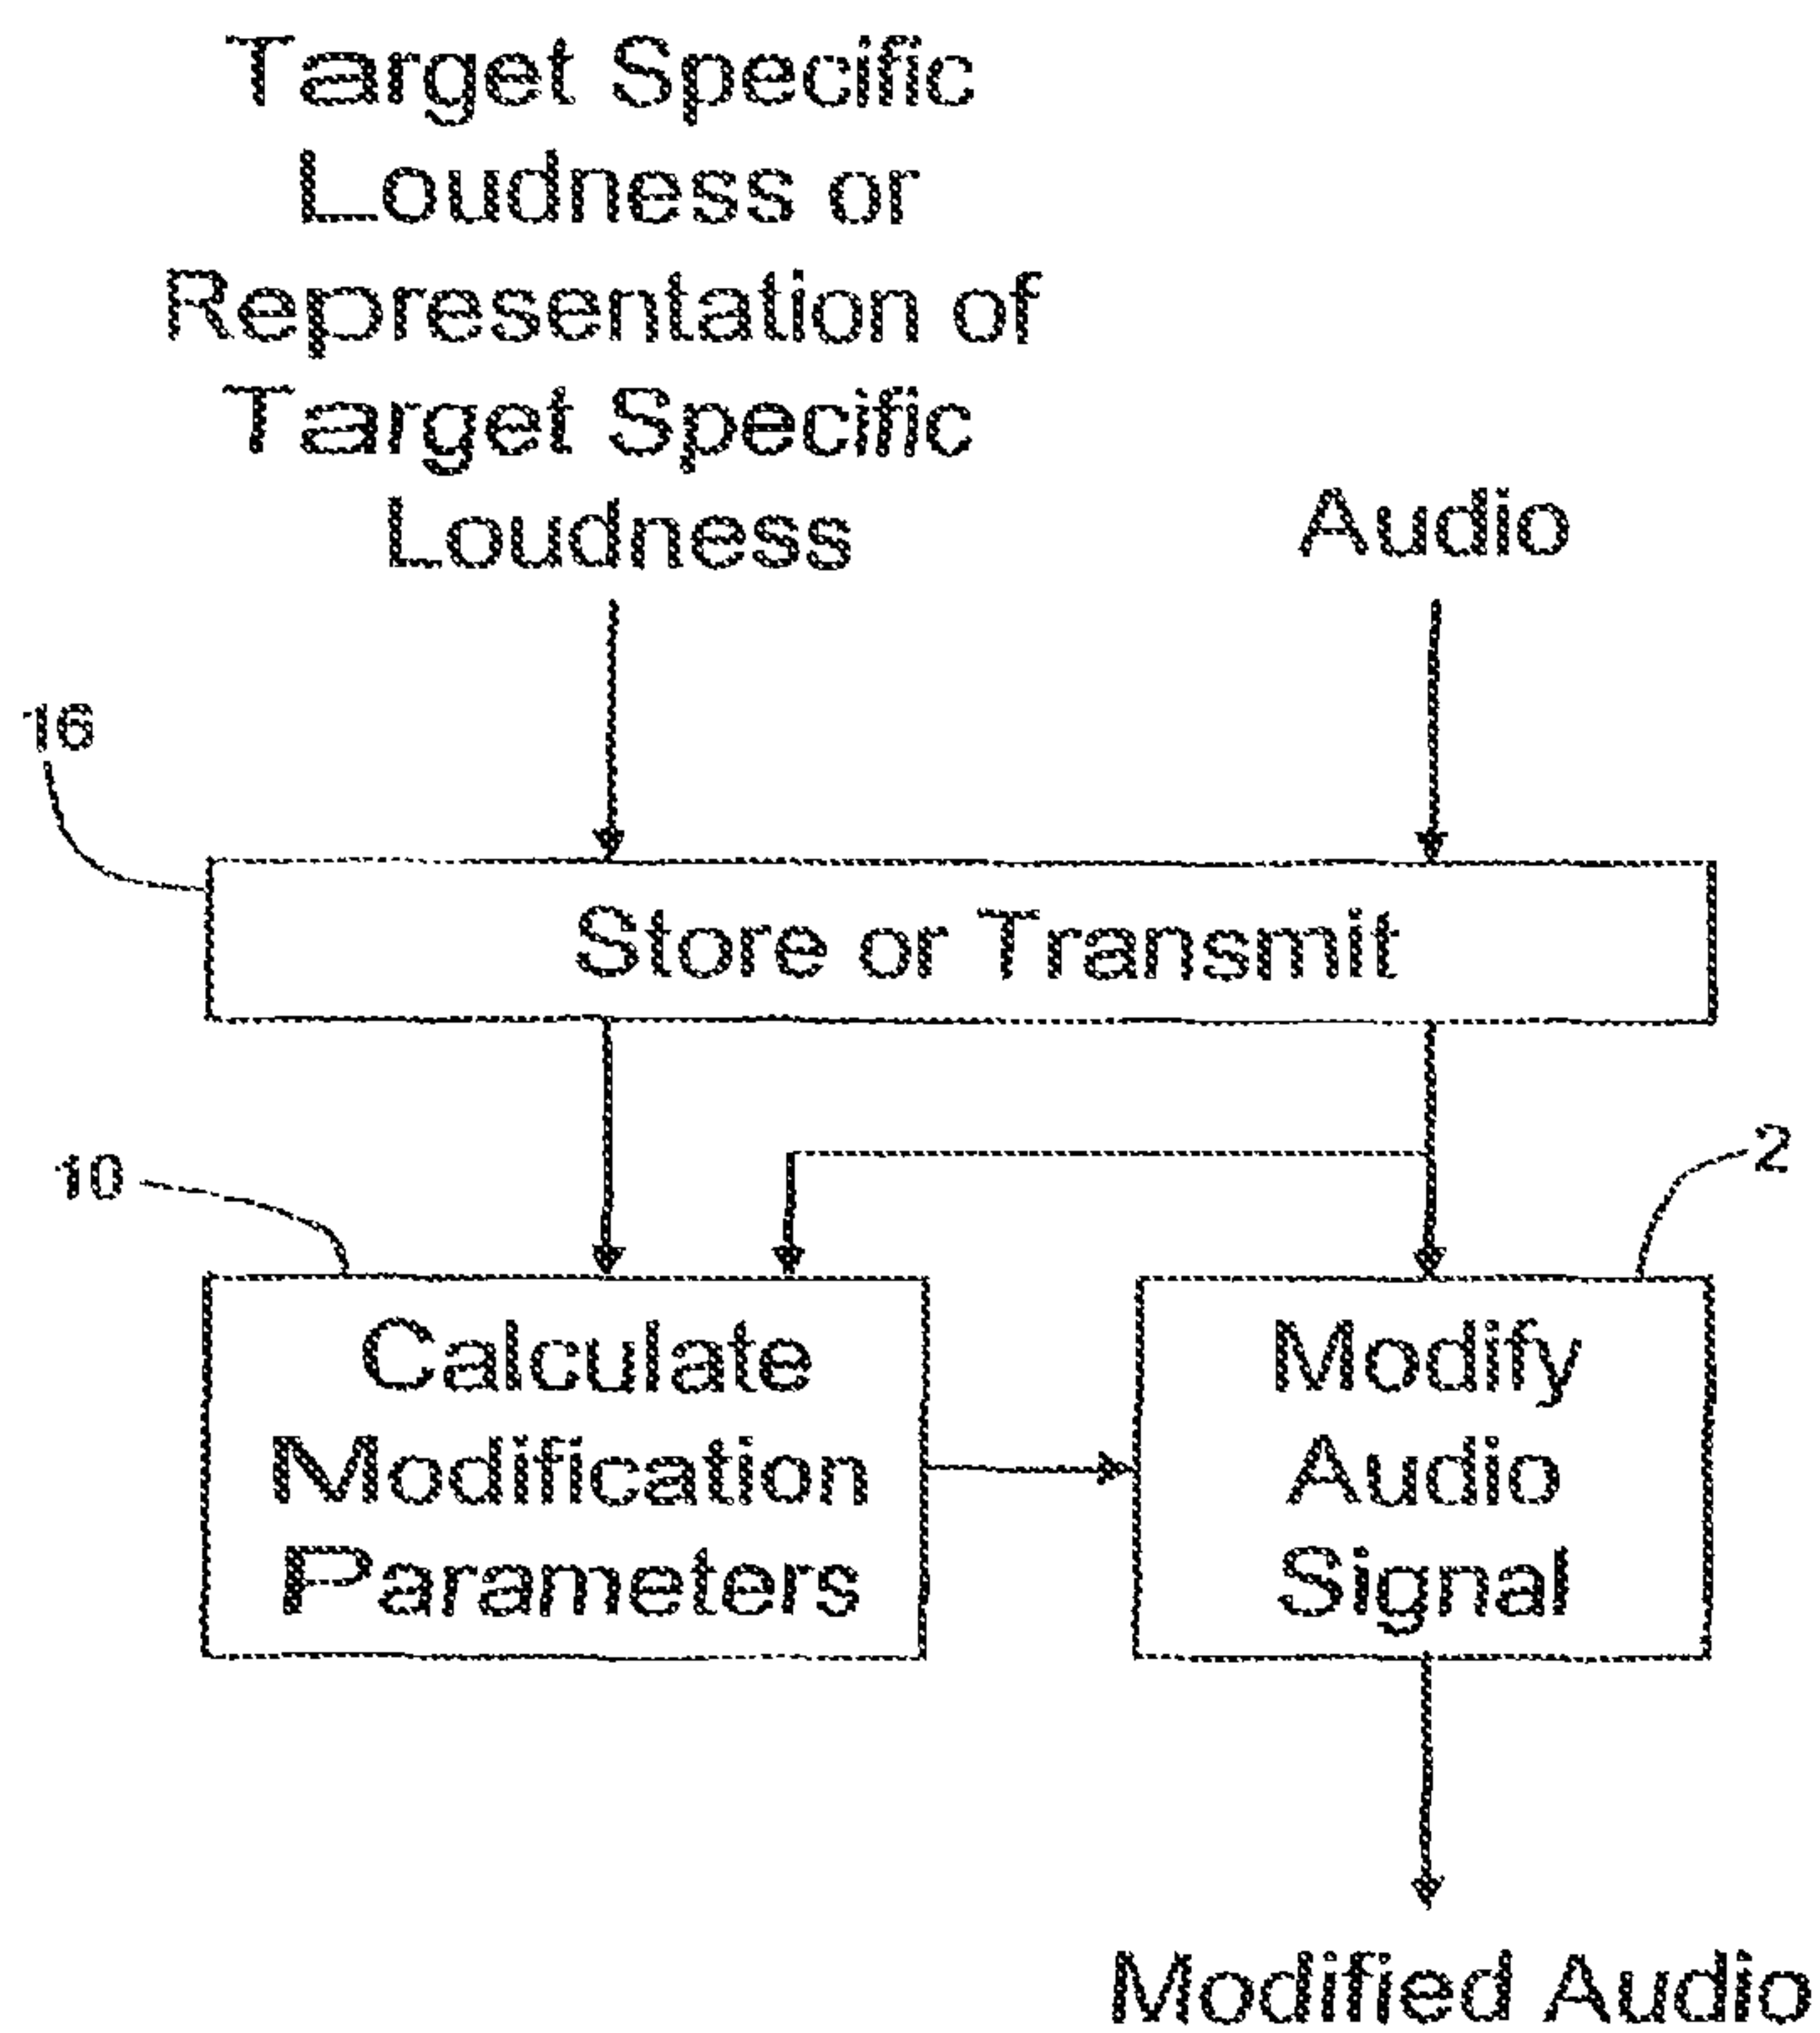 Target Specific
Loudness or
Representation of
Target Specific
Loudness
Audio
16
Store or Transmit
10
2
Calculate
Modification
Parameters
Modify
Audio
Signal
Modified Audio